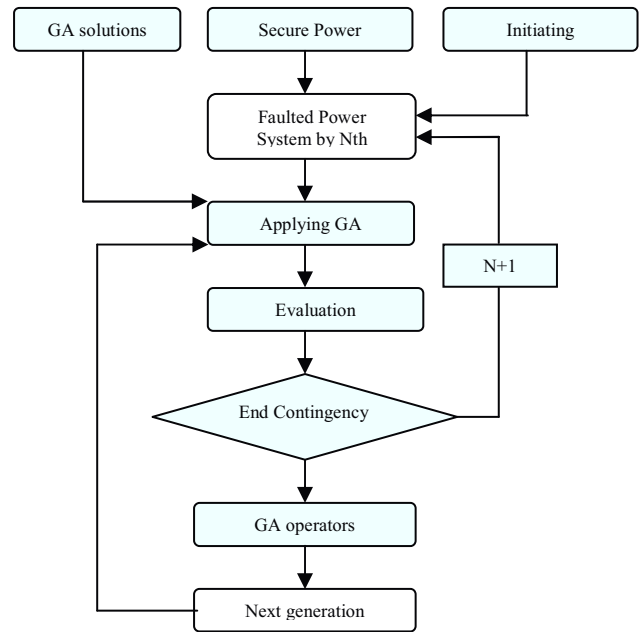 GA solutions
Secure Power
Initiating
Faulted Power
System by Nth
Applying GA
N+1
Evaluation
End Contingency
GA operators
Next generation